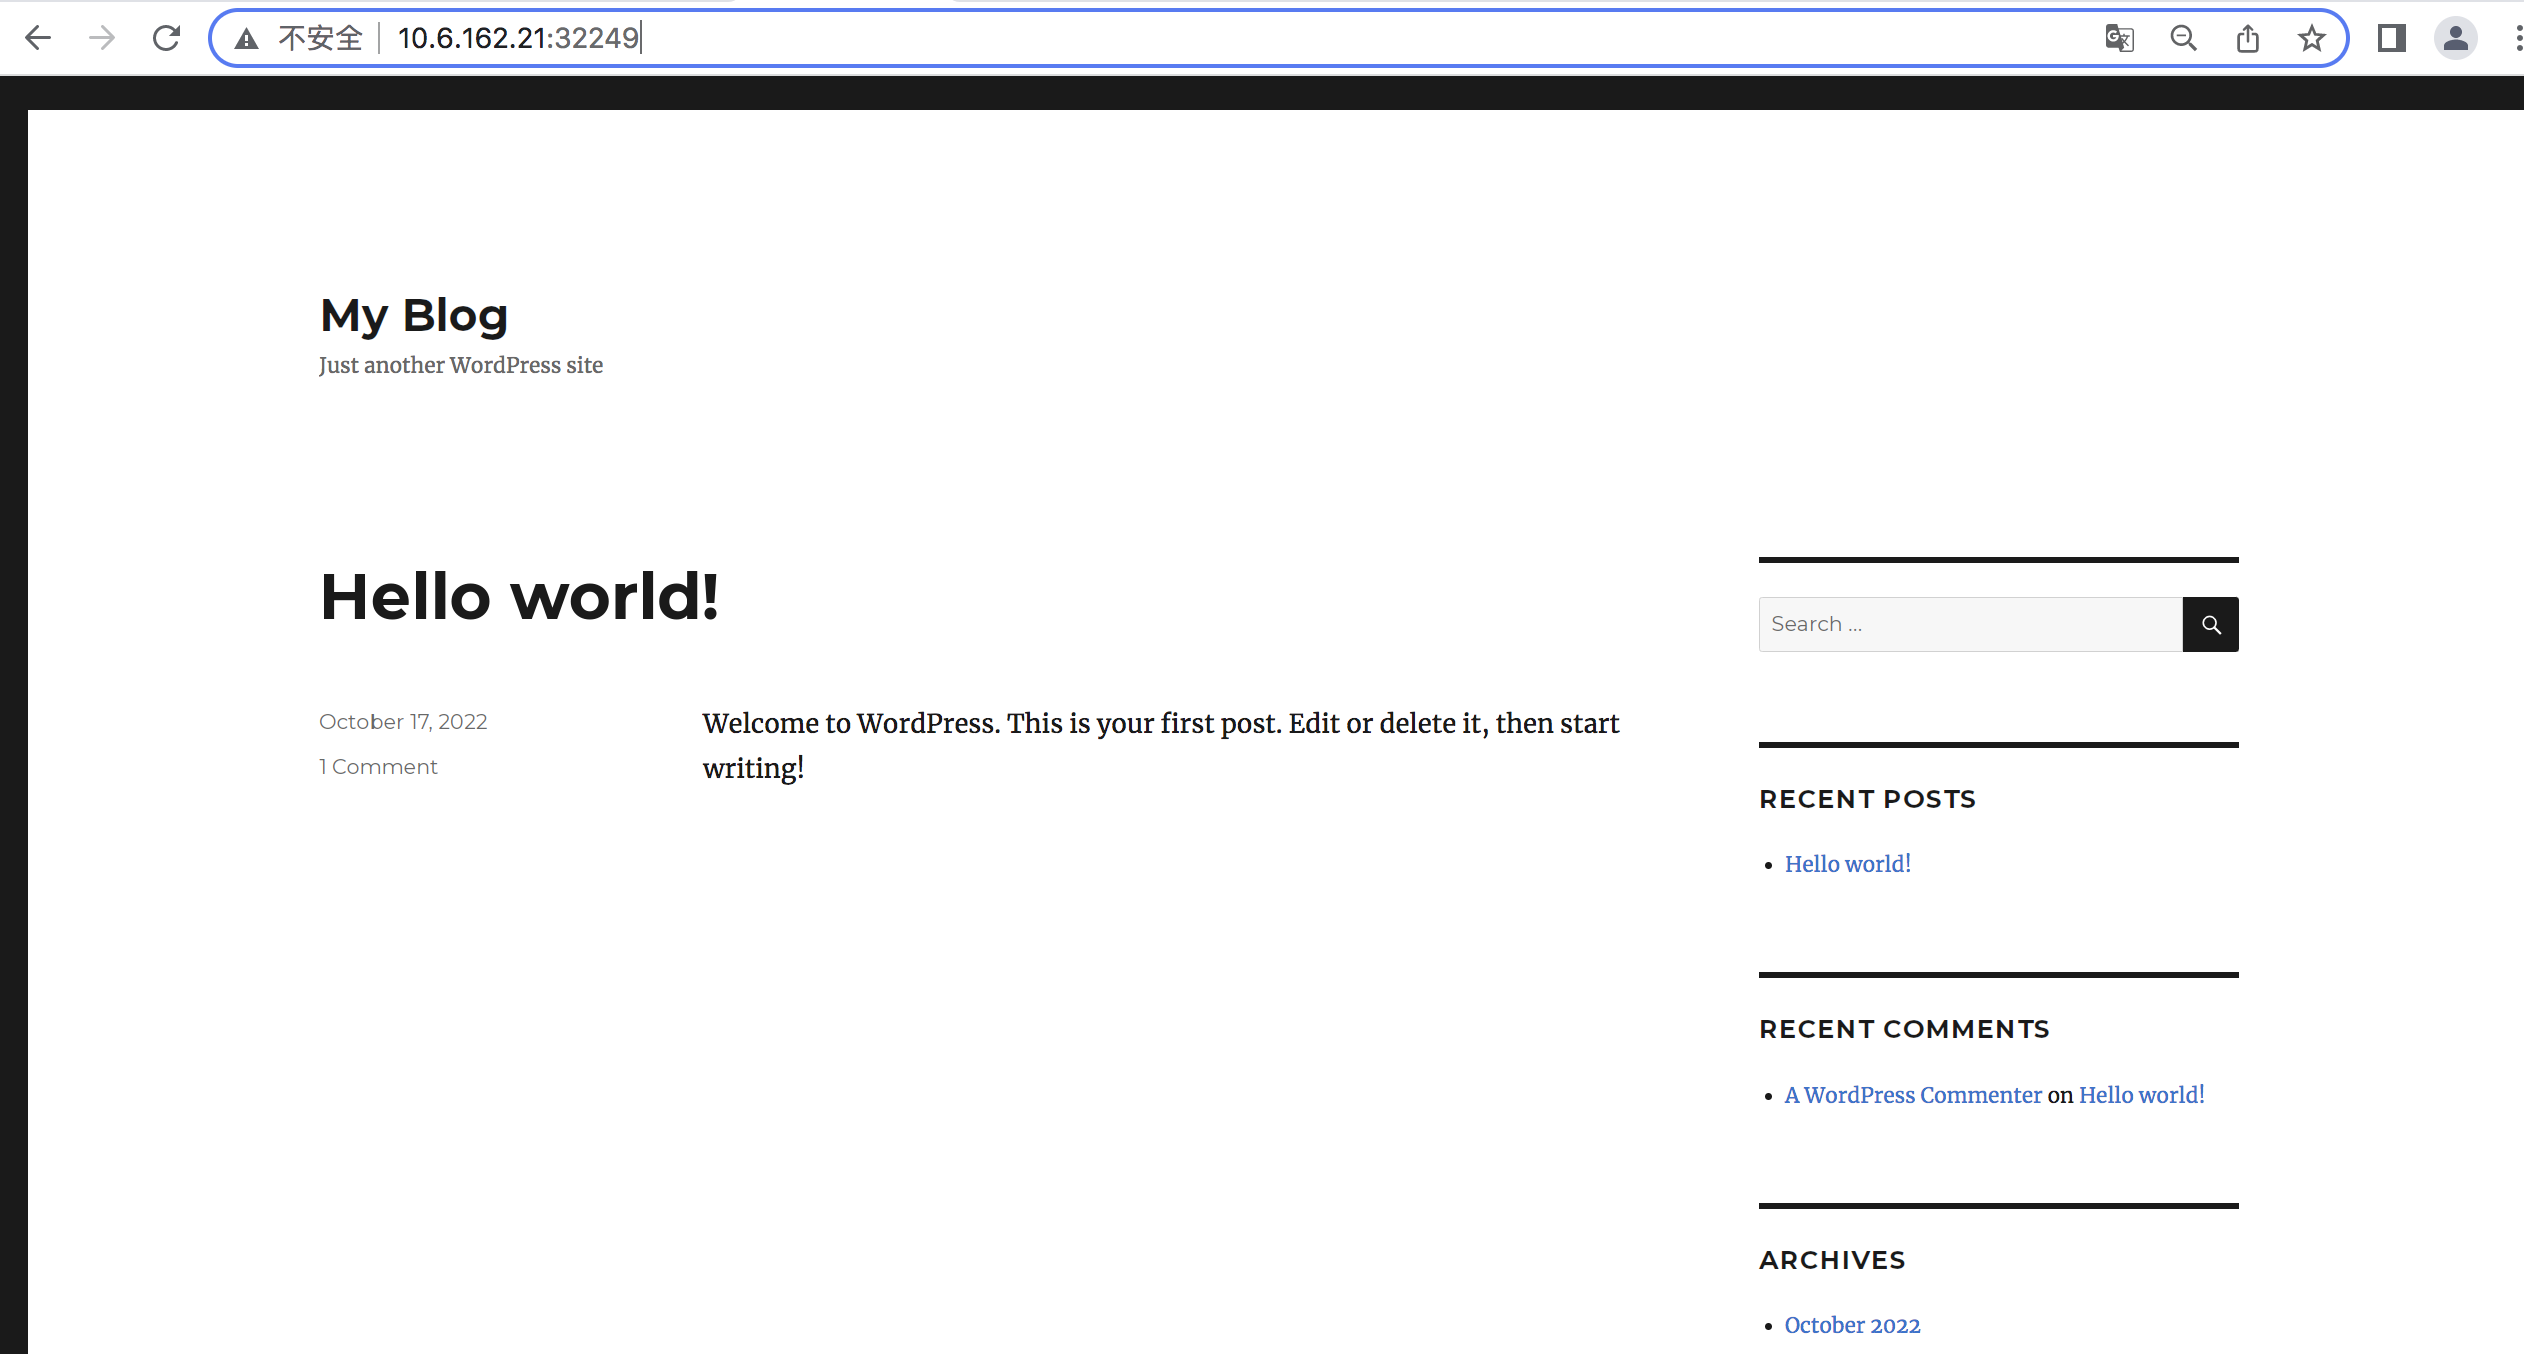 不安全 10.6.162.21:32249
My Blog
Just another WordPress site
Hello world!
October 17, 2022
1 Comment
Welcome to WordPress. This is your first post. Edit or delete it, then start
writing!
Search ...
RECENT POSTS
Hello world!
RECENT COMMENTS
A WordPress Commenter on Hello world!
ARCHIVES
October 2022